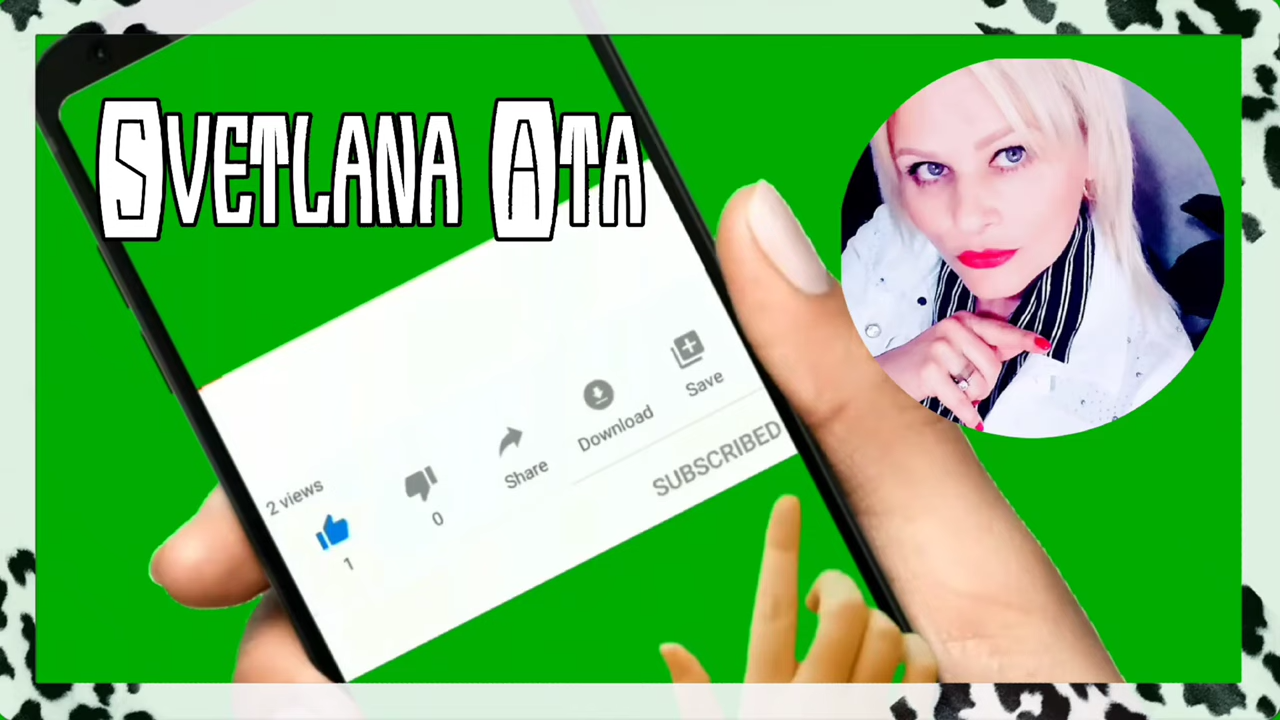 Svetlana Ata
2 views
1
0
Share
Download
Save
SUBSCRIBED